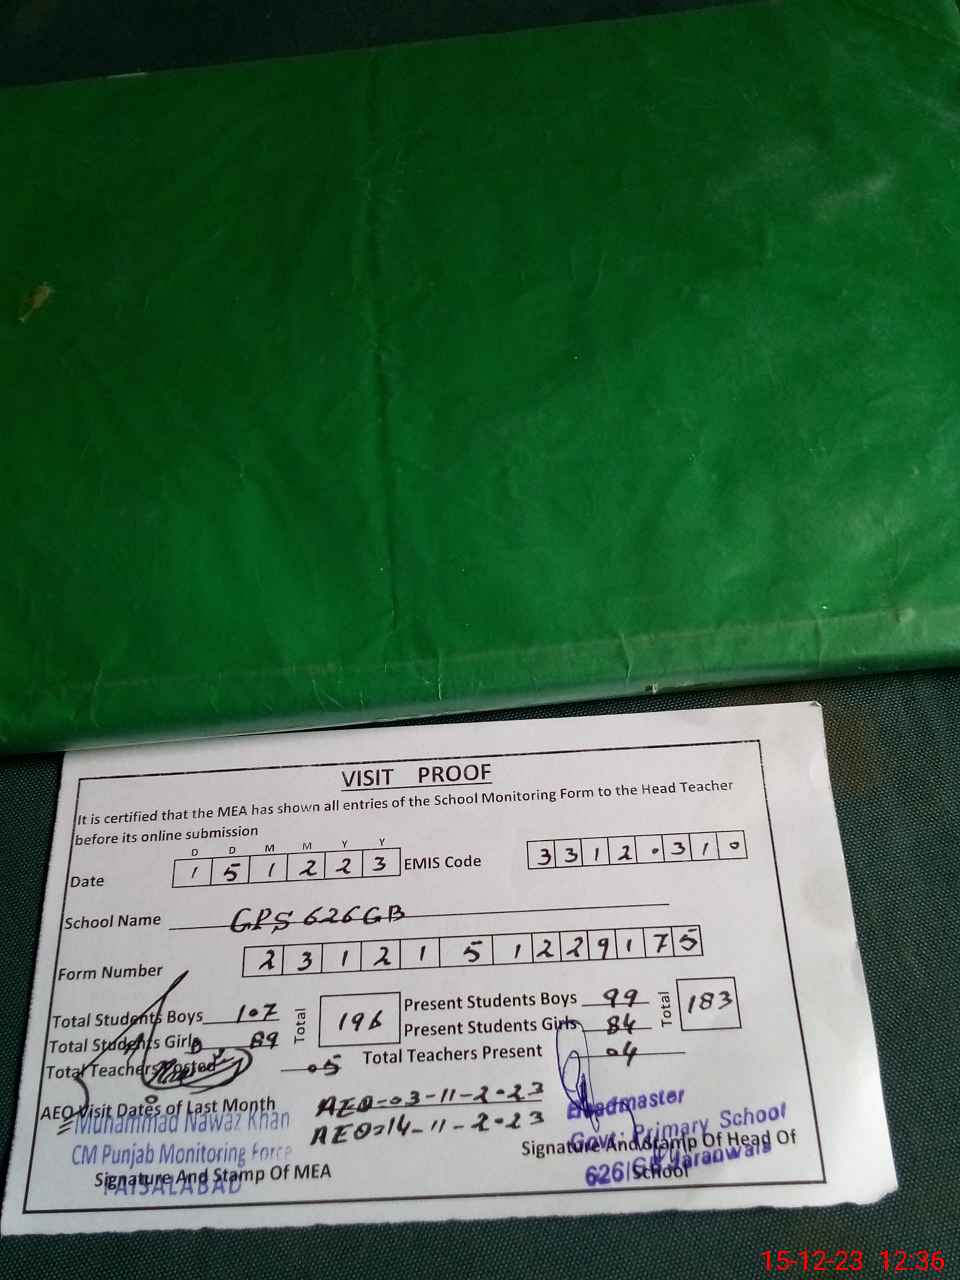 VISIT PROOF
It is certified that the MEA has shown all entries of the School Monitoring Form to the Head Teacher
before its online submission
D D M M Y Y
Date 1 5 1 2 2 3 EMIS Code 3 3 1 2 0 3 1 0
School Name GPS 626 GB
Form Number 2 3 1 2 1 5 1 2 2 9 1 7 5
Total Students Boys 107 Total 196 Present Students Boys 99 Total 183
Total Students Girls 89 Present Students Girls 84
Total Teachers Posted 05 Total Teachers Present 04
AEO Visit Dates of Last Month AEO-03-11-2023
AEO=14-11-2023
Muhammad Nawaz Khan
CM Punjab Monitoring Force
FAISALABAD
Signature And Stamp Of MEA
Headmaster
Govt: Primary School
626/GB Jaranwala
Signature And Stamp Of Head Of
School
15-12-23 12:36